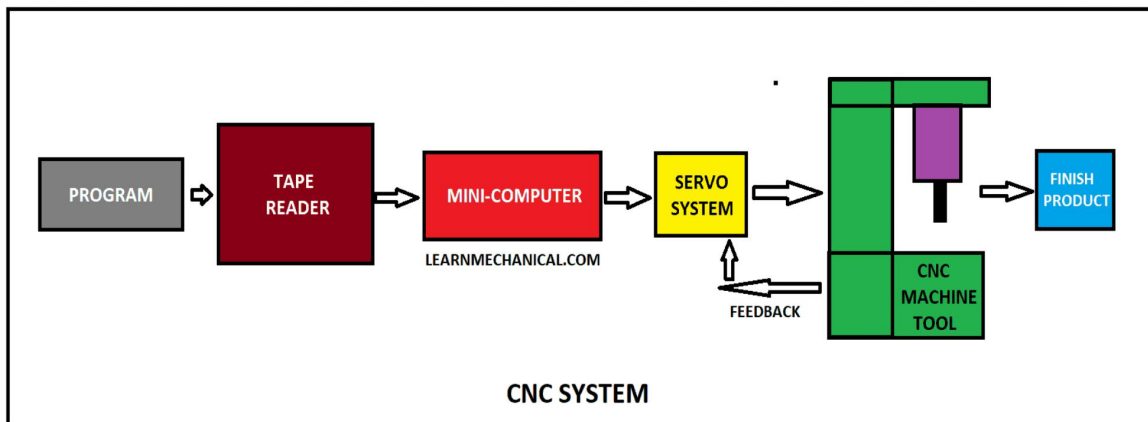 PROGRAM
TAPE
READER
MINI-COMPUTER
LEARNMECHANICAL.COM
SERVO
SYSTEM
FEEDBACK
CNC
MACHINE
TOOL
FINISH
PRODUCT
CNC SYSTEM